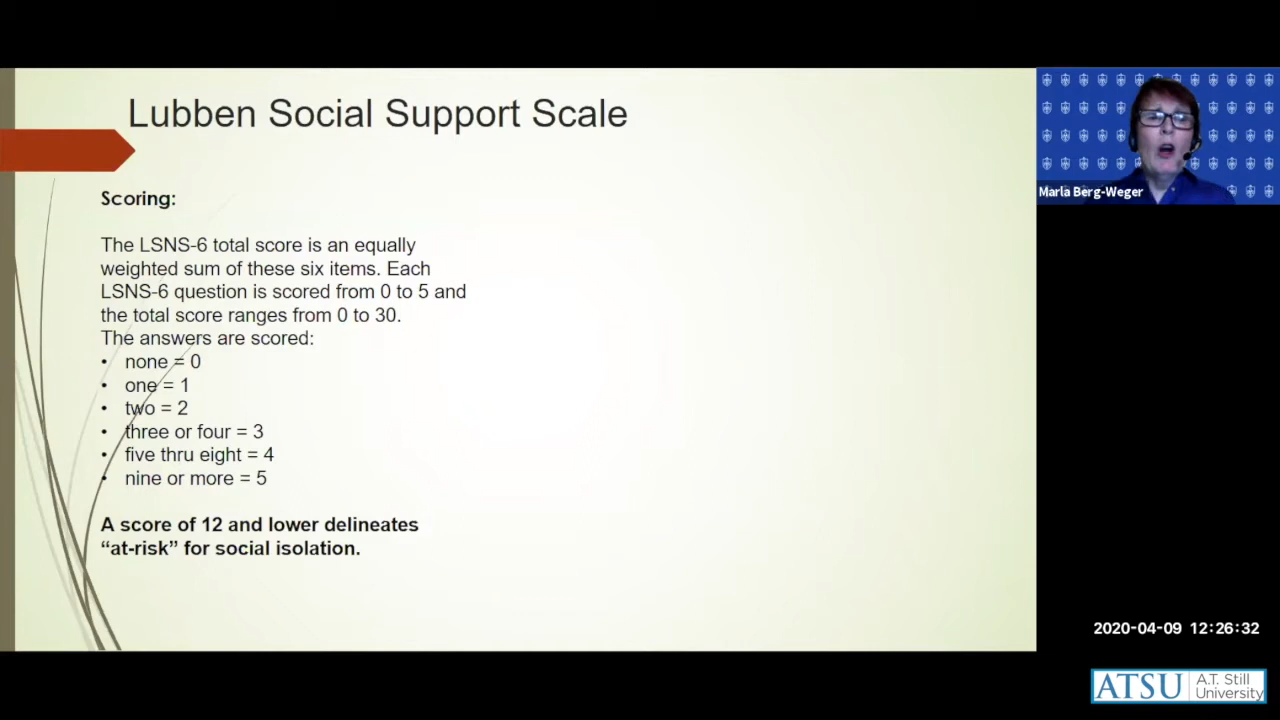 Lubben Social Support Scale
Scoring:
The LSNS-6 total score is an equally
weighted sum of these six items. Each
LSNS-6 question is scored from 0 to 5 and
the total score ranges from 0 to 30.
The answers are scored:
• none = 0
• one = 1
• two = 2
• three or four = 3
• five thru eight = 4
• nine or more = 5
A score of 12 and lower delineates
“at-risk” for social isolation.
Marla Berg-Weger
2020-04-09 12:26:32
ATSU A.T. Still
University